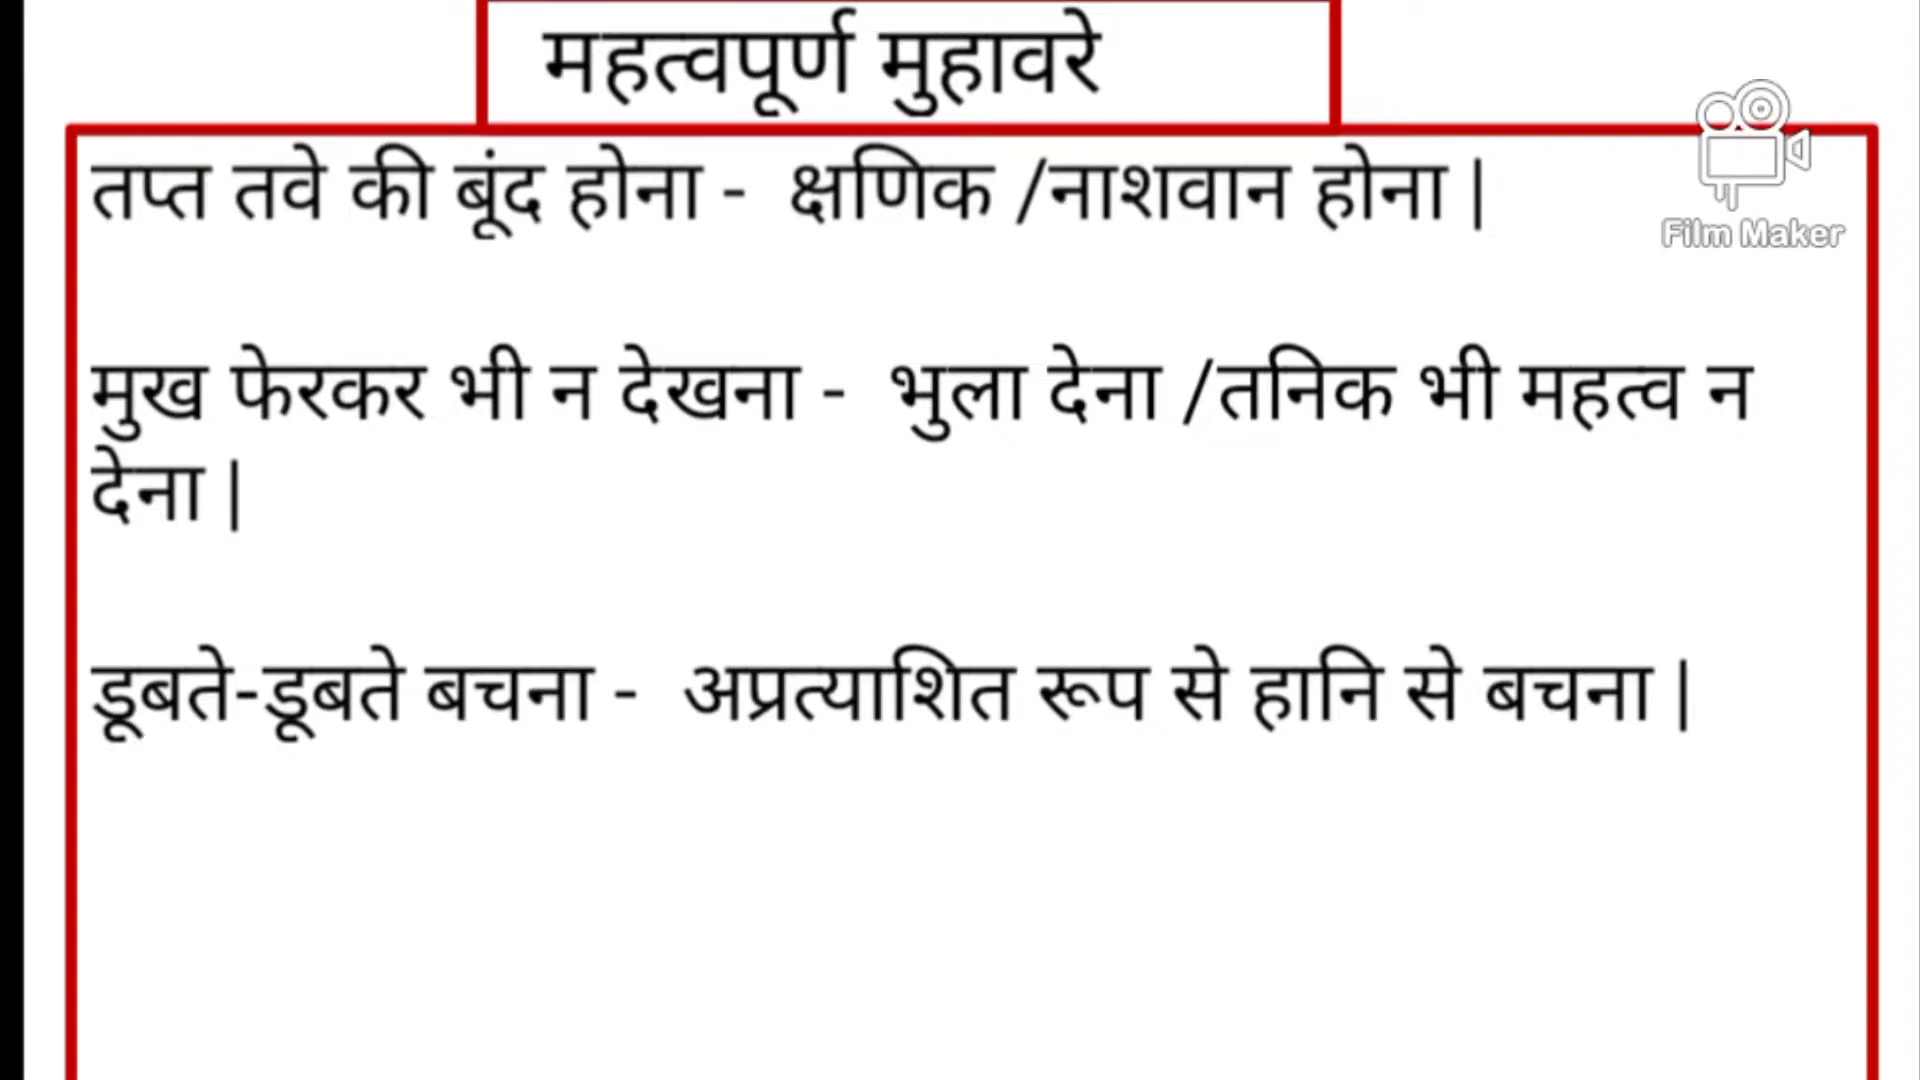 महत्वपूर्ण मुहावरे
तप्त तवे की बूंद होना - क्षणिक /नाशवान होना |
Film Maker
मुख फेरकर भी न देखना - भुला देना /तनिक भी महत्व न
देना |
डूबते-डूबते बचना - अप्रत्याशित रूप से हानि से बचना |